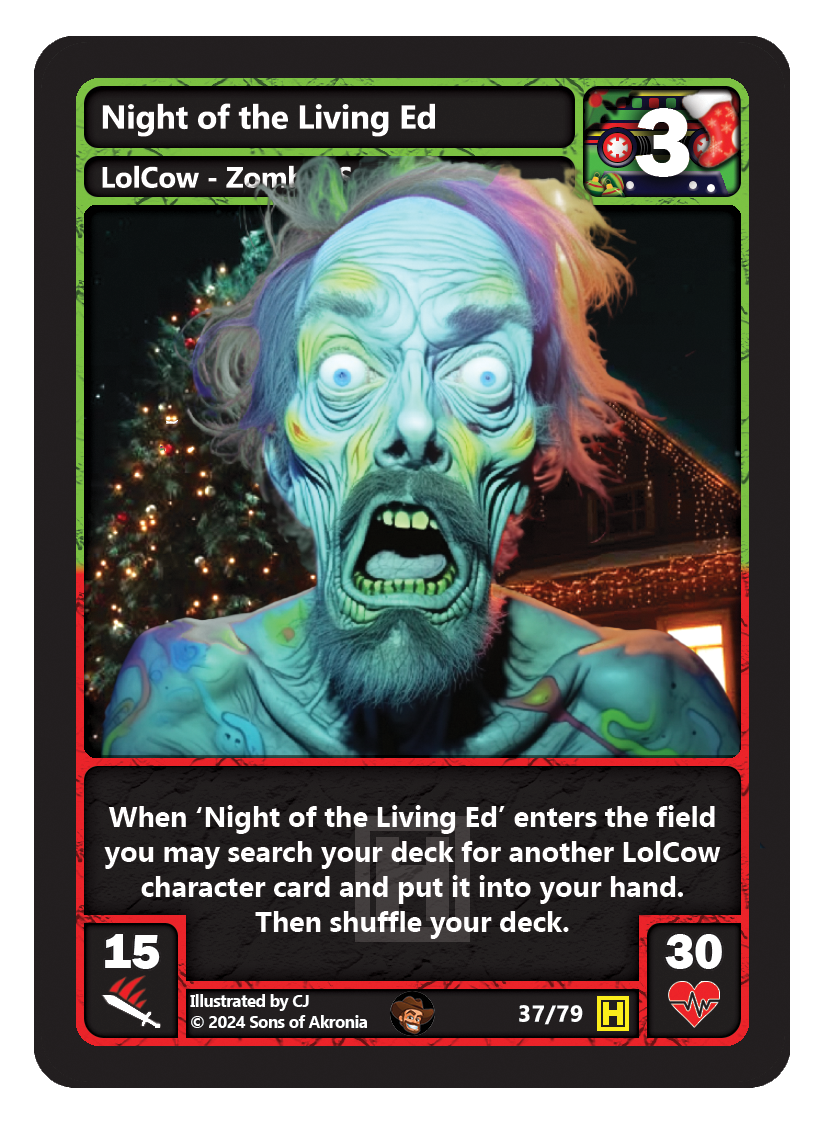 Night of the Living Ed
3
LolCow -
When ‘Night of the Living Ed’ enters the field
you may search your deck for another LolCow
character card and put it into your hand.
Then shuffle your deck.
15
30
Illustrated by CJ
© 2024 Sons of Akronia
37/79 H